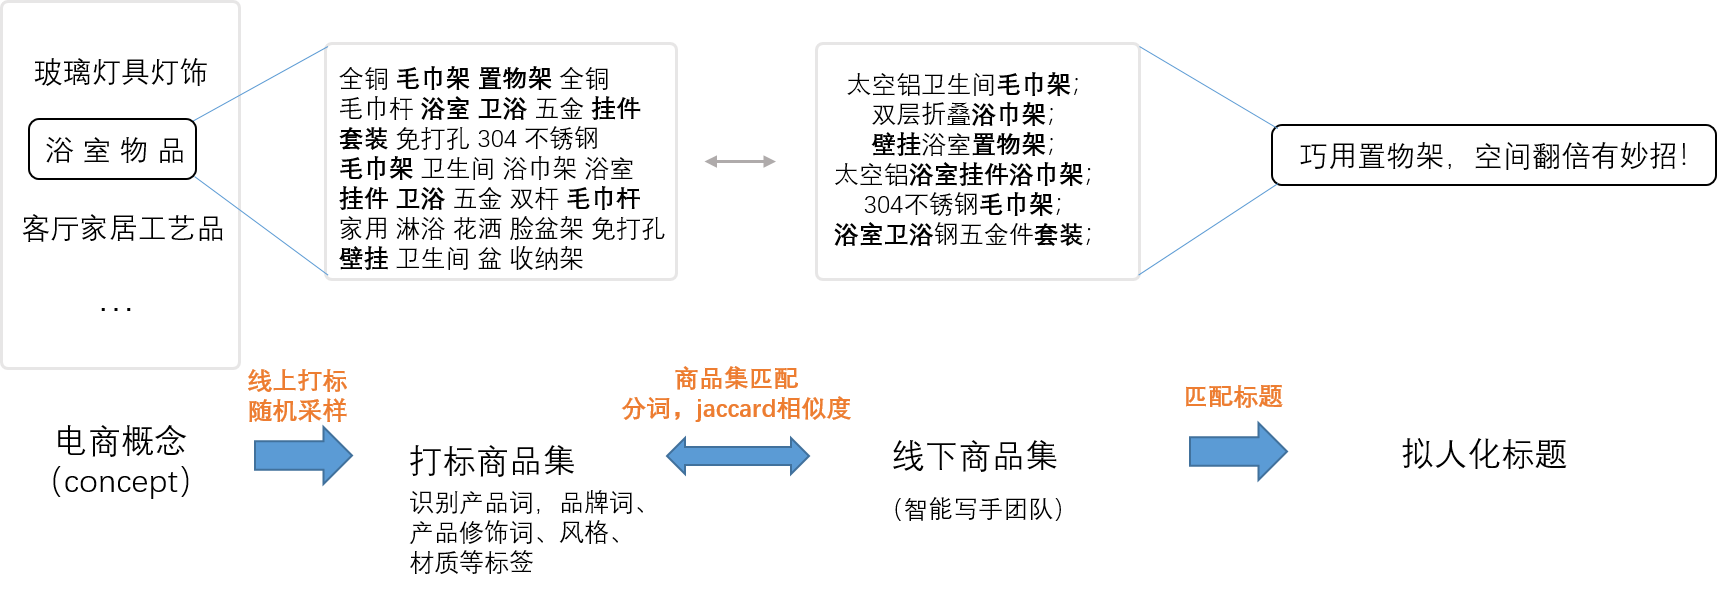 玻璃灯具灯饰
浴室物品
客厅家居工艺品
...
全铜 毛巾架 置物架 全铜
毛巾杆 浴室 卫浴 五金 挂件
套装 免打孔 304 不锈钢
毛巾架 卫生间 浴巾架 浴室
挂件 卫浴 五金 双杆 毛巾杆
家用 淋浴 花洒 脸盆架 免打孔
壁挂 卫生间 盆 收纳架
太空铝卫生间毛巾架；
双层折叠浴巾架；
壁挂浴室置物架；
太空铝浴室挂件浴巾架；
304不锈钢毛巾架；
浴室卫浴钢五金件套装；
巧用置物架，空间翻倍有妙招！
线上打标
随机采样
商品集匹配
分词，jaccard相似度
匹配标题
电商概念
（concept）
打标商品集
识别产品词，品牌词、
产品修饰词、风格、
材质等标签
线下商品集
（智能写手团队）
拟人化标题